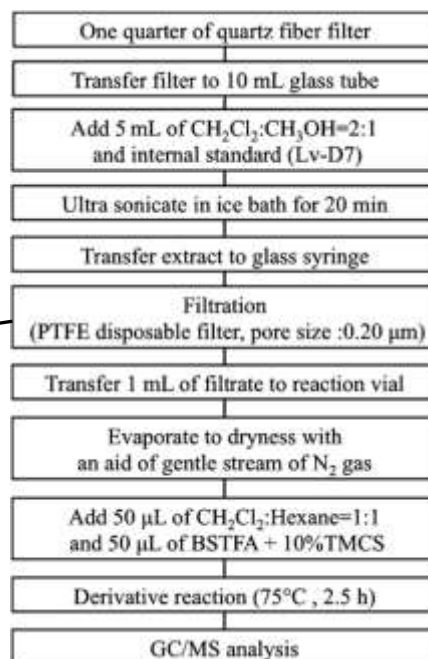 One quarter of quartz fiber filter
Transfer filter to 10 mL glass tube
Add 5 mL of CH₂Cl₂:CH₃OH=2:1
and internal standard (Lv-D7)
Ultra sonicate in ice bath for 20 min
Transfer extract to glass syringe
Filtration
(PTFE disposable filter, pore size :0.20 μm)
Transfer 1 mL of filtrate to reaction vial
Evaporate to dryness with
an aid of gentle stream of N₂ gas
Add 50 μL of CH₂Cl₂:Hexane=1:1
and 50 μL of BSTFA + 10%TMCS
Derivative reaction (75°C , 2.5 h)
GC/MS analysis